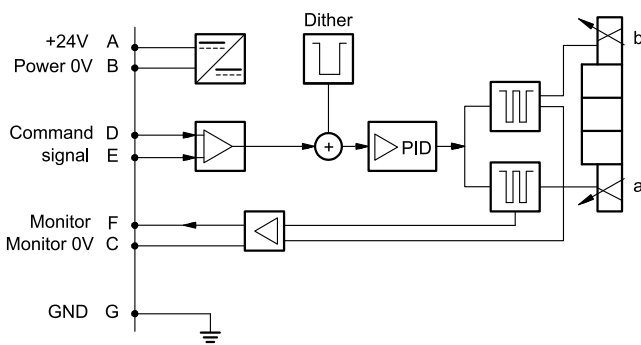 Dither
+24V A
Power 0V B
b
Command D
signal E
+
PID
a
Monitor F
Monitor 0V C
GND G